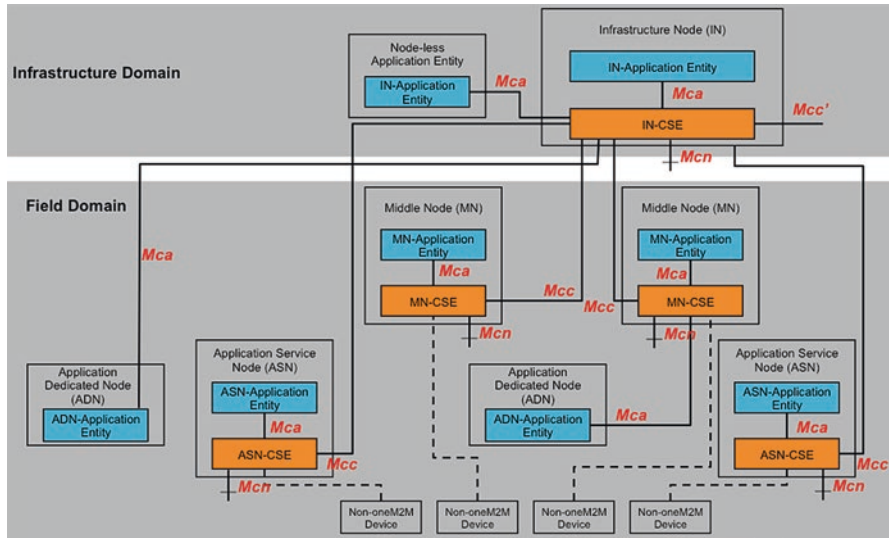 Infrastructure Domain
Node-less
Application Entity
IN-Application
Entity
Mca
Infrastructure Node (IN)
IN-Application Entity
Mca
IN-CSE
Mcc'
Mcn
Field Domain
Mca
Middle Node (MN)
MN-Application
Entity
Mca
MN-CSE
Mcc
Mcn
Middle Node (MN)
MN-Application
Entity
Mca
MN-CSE
Mcc
Mcn
Application
Dedicated Node
(ADN)
ADN-Application
Entity
Application Service
Node (ASN)
ASN-Application
Entity
Mca
ASN-CSE
Mcc
Mcn
Application
Dedicated Node
(ADN)
ADN-Application
Entity
Mca
Application Service
Node (ASN)
ASN-Application
Entity
Mca
ASN-CSE
Mcc
Mcn
Non-oneM2M
Device
Non-oneM2M
Device
Non-oneM2M
Device
Non-oneM2M
Device